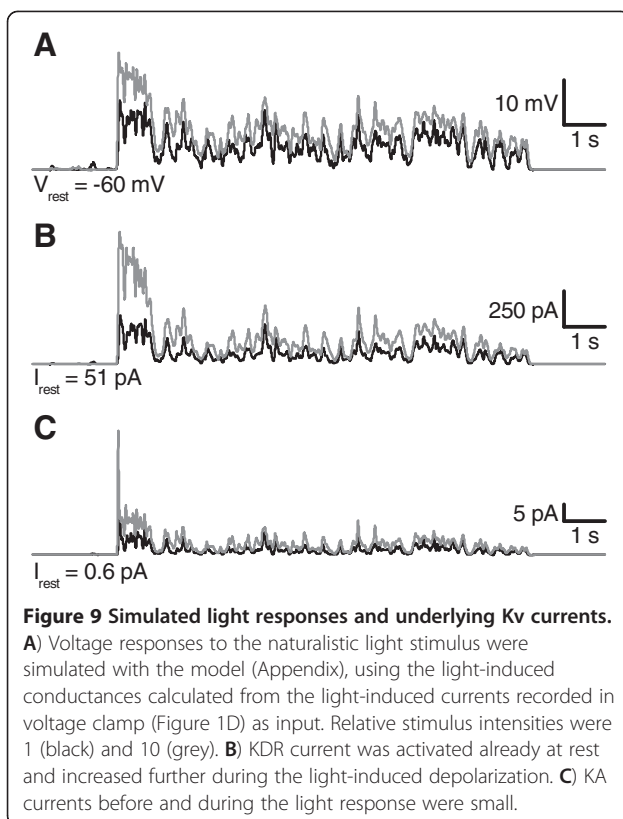 A
10 mV
1 s
V_rest = -60 mV
B
250 pA
1 s
I_rest = 51 pA
C
5 pA
1 s
I_rest = 0.6 pA
Figure 9 Simulated light responses and underlying Kv currents.
A) Voltage responses to the naturalistic light stimulus were
simulated with the model (Appendix), using the light-induced
conductances calculated from the light-induced currents recorded in
voltage clamp (Figure 1D) as input. Relative stimulus intensities were
1 (black) and 10 (grey). B) KDR current was activated already at rest
and increased further during the light-induced depolarization. C) KA
currents before and during the light response were small.